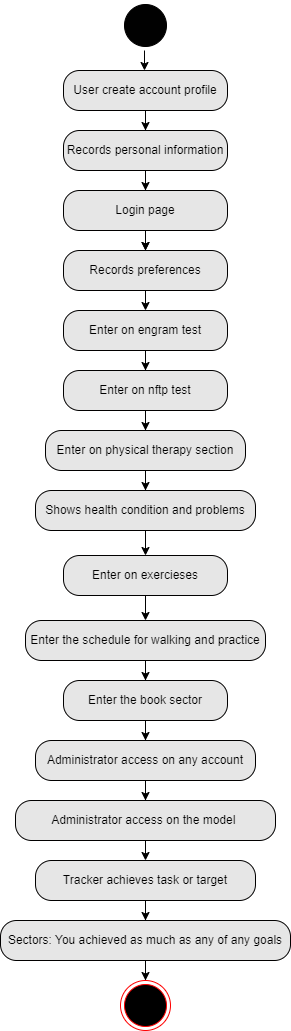 User create account profile
Records personal information
Login page
Records preferences
Enter on engram test
Enter on nftp test
Enter on physical therapy section
Shows health condition and problems
Enter on exercieses
Enter the schedule for walking and practice
Enter the book sector
Administrator access on any account
Administrator access on the model
Tracker achieves task or target
Sectors: You achieved as much as any of any goals